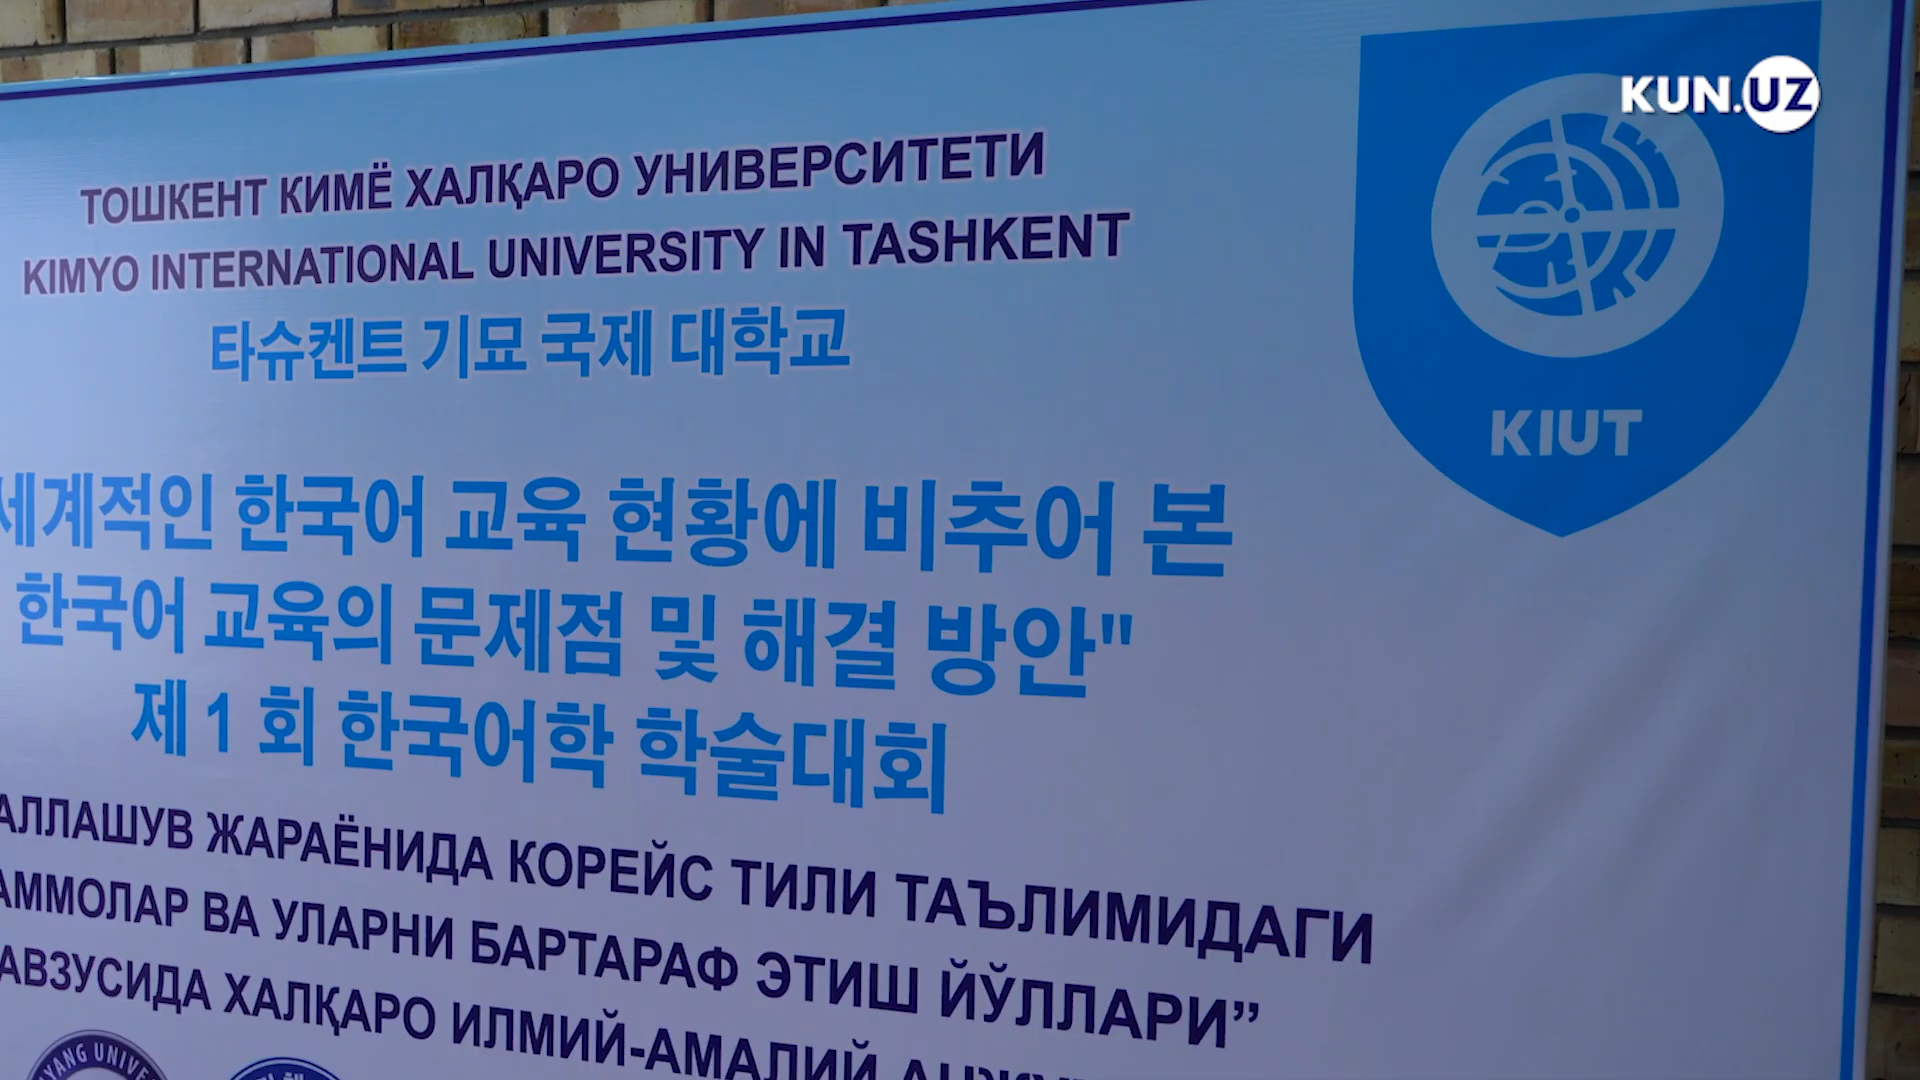 KUN.UZ
ТОШКЕНТ КИМЁ ХАЛҚАРО УНИВЕРСИТЕТИ
KIMYO INTERNATIONAL UNIVERSITY IN TASHKENT
타슈켄트 기묘 국제 대학교
KIUT
세계적인 한국어 교육 현황에 비추어 본
한국어 교육의 문제점 및 해결 방안"
제 1 회 한국어학 학술대회
ЖАРАЁНИДА КОРЕЙС ТИЛИ ТАЪЛИМИДАГИ
ВА УЛАРНИ БАРТАРАФ ЭТИШ ЙЎЛЛАРИ”
ХАЛҚАРО ИЛМИЙ-АМАЛИЙ